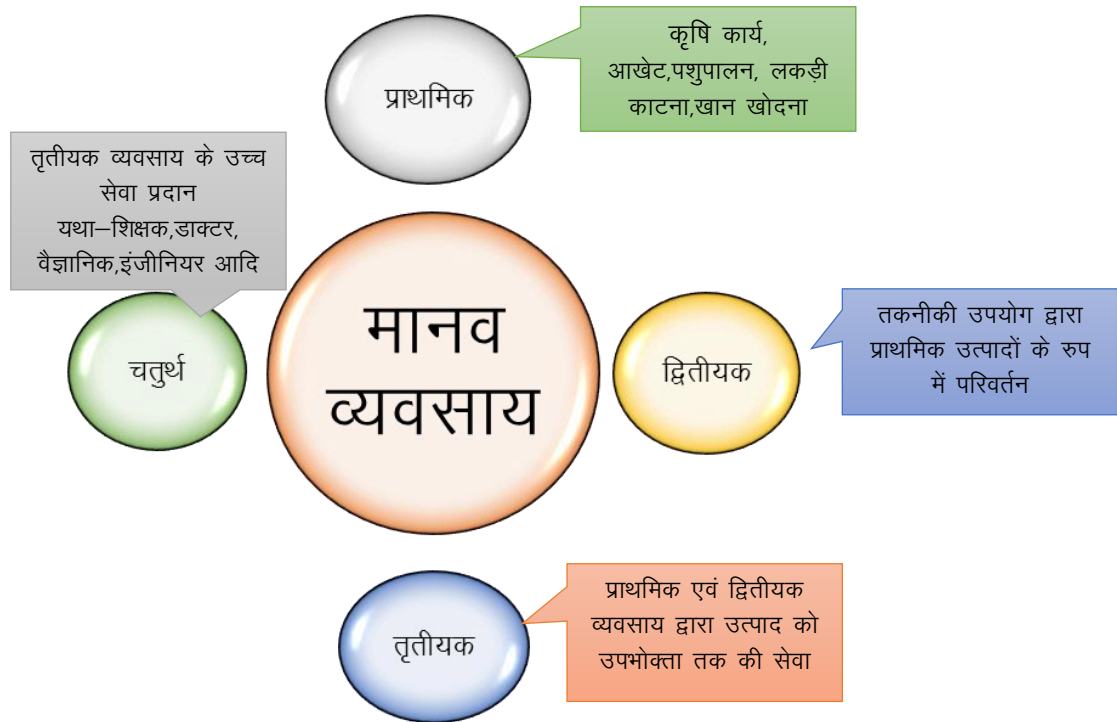 प्राथमिक
कृषि कार्य,
आखेट,पशुपालन, लकड़ी
काटना,खान खोदना
तृतीयक व्यवसाय के उच्च
सेवा प्रदान
यथा–शिक्षक,डाक्टर,
वैज्ञानिक,इंजीनियर आदि
चतुर्थ
मानव
व्यवसाय
द्वितीयक
तकनीकी उपयोग द्वारा
प्राथमिक उत्पादों के रुप
में परिवर्तन
तृतीयक
प्राथमिक एवं द्वितीयक
व्यवसाय द्वारा उत्पाद को
उपभोक्ता तक की सेवा